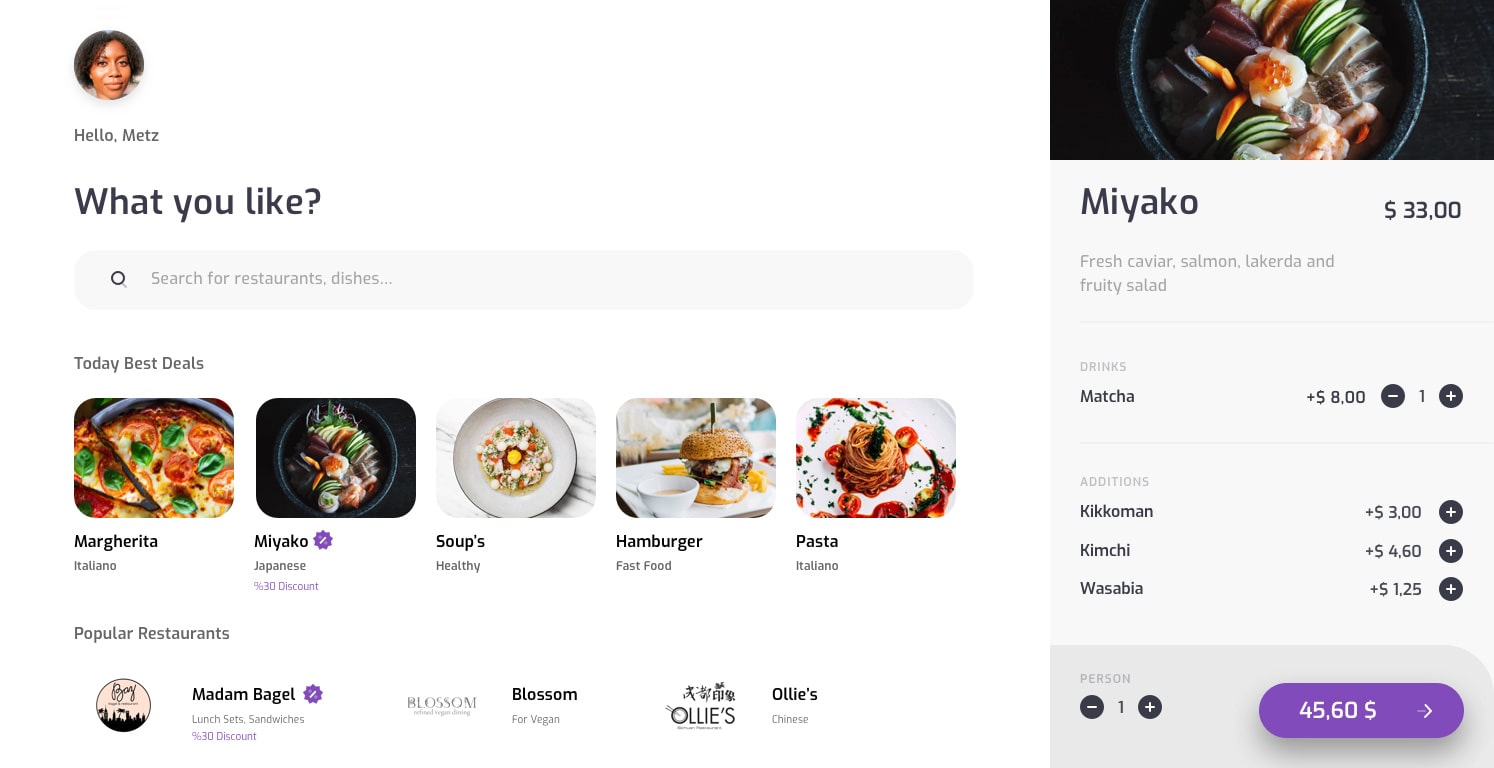 Hello, Metz
What you like?
Search for restaurants, dishes...
Today Best Deals
Margherita
Italiano
Miyako
Japanese
%30 Discount
Soup's
Healthy
Hamburger
Fast Food
Pasta
Italiano
Popular Restaurants
Bay
Madam Bagel
Lunch Sets, Sandwiches
%30 Discount
BLOSSOM
refined vegan dining
Blossom
For Vegan
OLLIE'S
Sichuan Restaurant
Ollie's
Chinese
Miyako
$ 33,00
Fresh caviar, salmon, lakerda and
fruity salad
DRINKS
Matcha +$ 8,00 1
ADDITIONS
Kikkoman +$ 3,00
Kimchi +$ 4,60
Wasabia +$ 1,25
PERSON
1
45,60 $